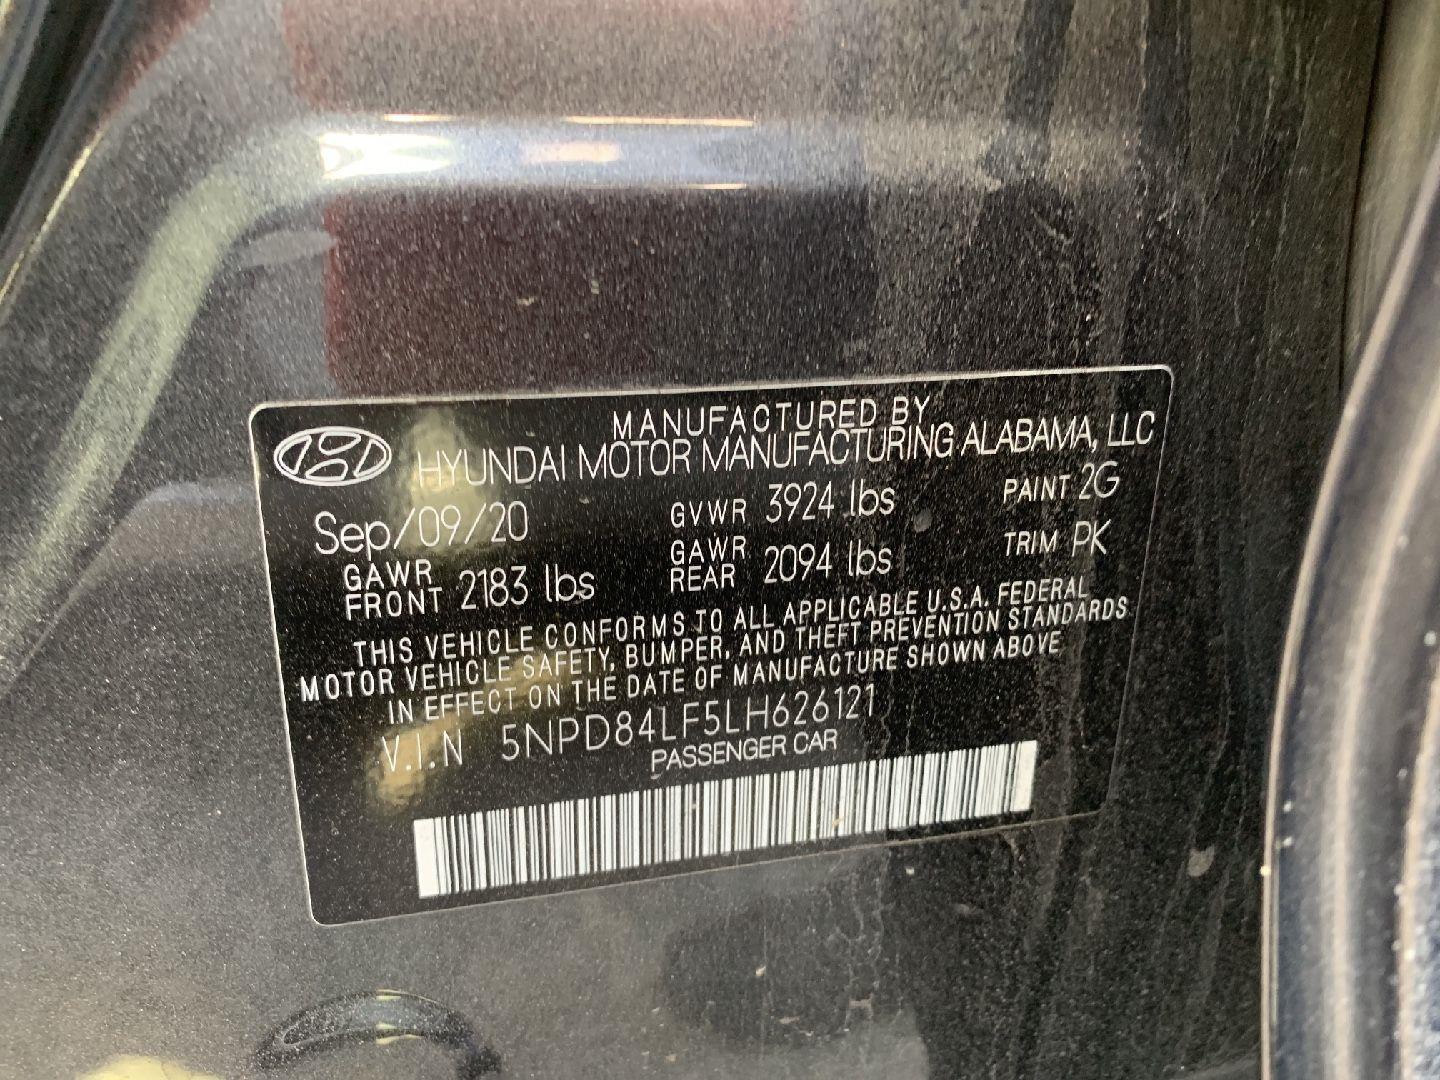 MANUFACTURED BY
HYUNDAI MOTOR MANUFACTURING ALABAMA, LLC
Sep/09/20 GVWR 3924 lbs PAINT 2G
GAWR FRONT 2183 lbs GAWR REAR 2094 lbs TRIM PK
THIS VEHICLE CONFORMS TO ALL APPLICABLE U.S.A. FEDERAL
MOTOR VEHICLE SAFETY, BUMPER, AND THEFT PREVENTION STANDARDS
IN EFFECT ON THE DATE OF MANUFACTURE SHOWN ABOVE
V.I.N 5NPD84LF5LH626121
PASSENGER CAR